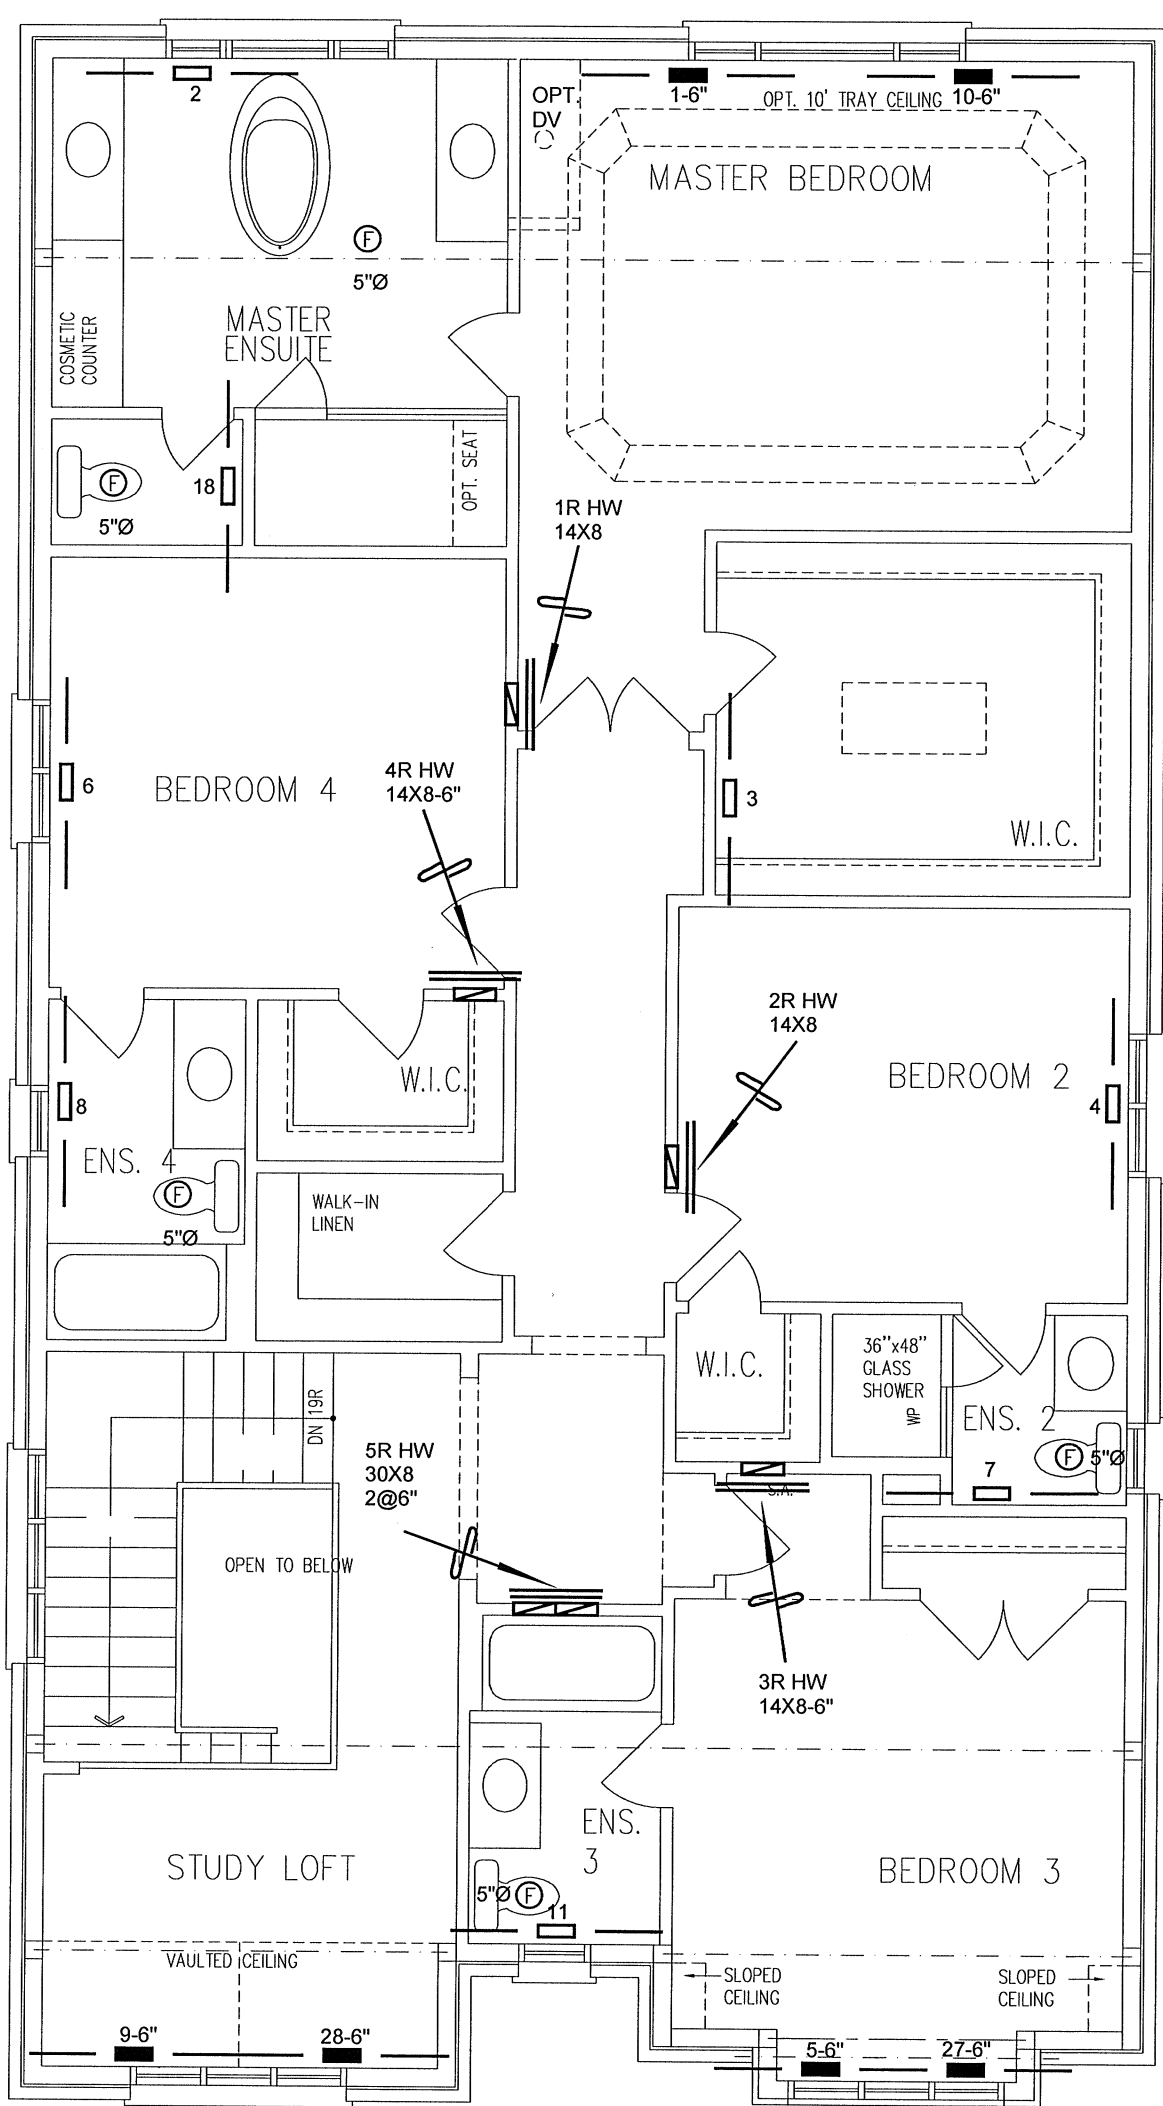 2
OPT.
DV
1-6"
OPT. 10' TRAY CEILING
10-6"
MASTER BEDROOM
F
5"Ø
MASTER
ENSUITE
COSMETIC
COUNTER
OPT. SEAT
18
F
5"Ø
1R HW
14X8
6
BEDROOM 4
4R HW
14X8-6"
3
W.I.C.
2R HW
14X8
BEDROOM 2
4
W.I.C.
8
ENS. 4
F
5"Ø
WALK-IN
LINEN
W.I.C.
36"x48"
GLASS
SHOWER
WP
ENS. 2
F
5"Ø
7
DN 19R
5R HW
30X8
2@6"
S.A.
OPEN TO BELOW
3R HW
14X8-6"
ENS.
3
STUDY LOFT
BEDROOM 3
5"Ø
F
11
VAULTED CEILING
SLOPED
CEILING
SLOPED
CEILING
9-6"
28-6"
5-6"
27-6"